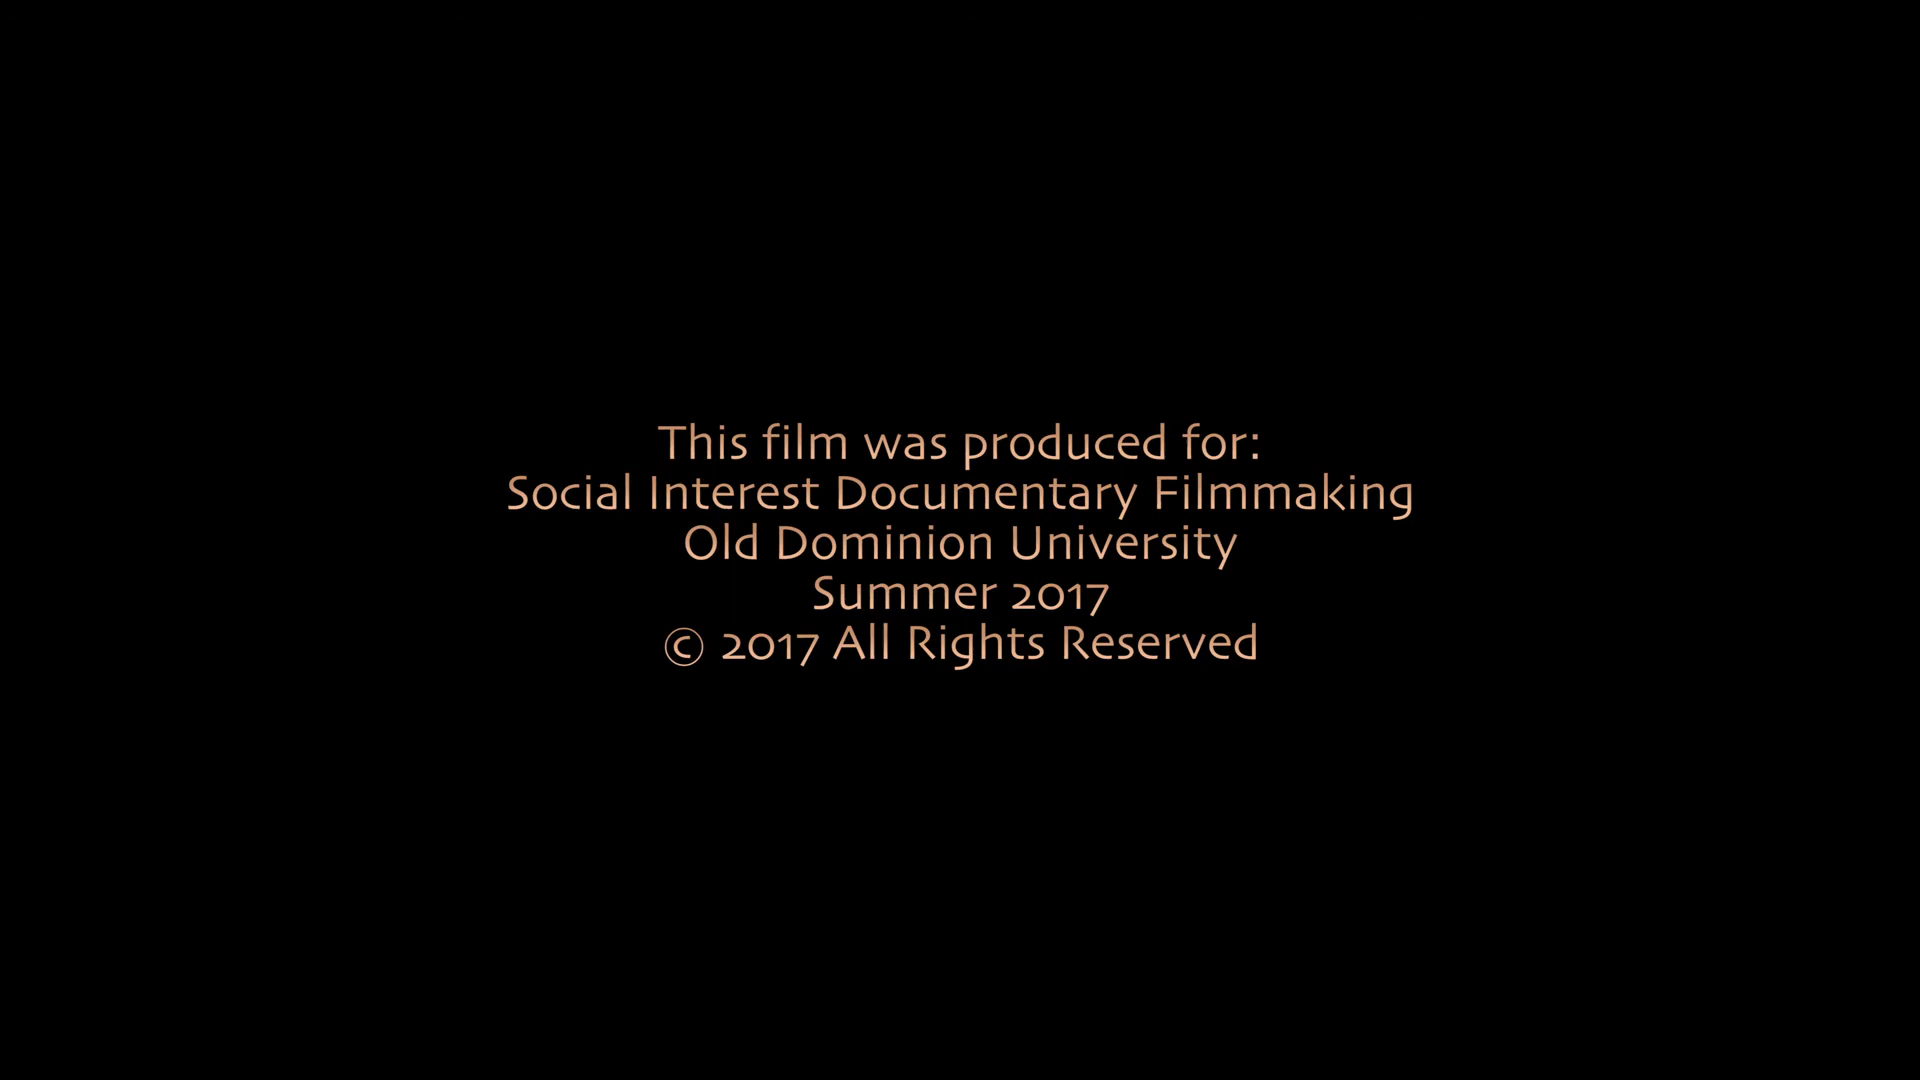 This film was produced for:
Social Interest Documentary Filmmaking
Old Dominion University
Summer 2017
© 2017 All Rights Reserved